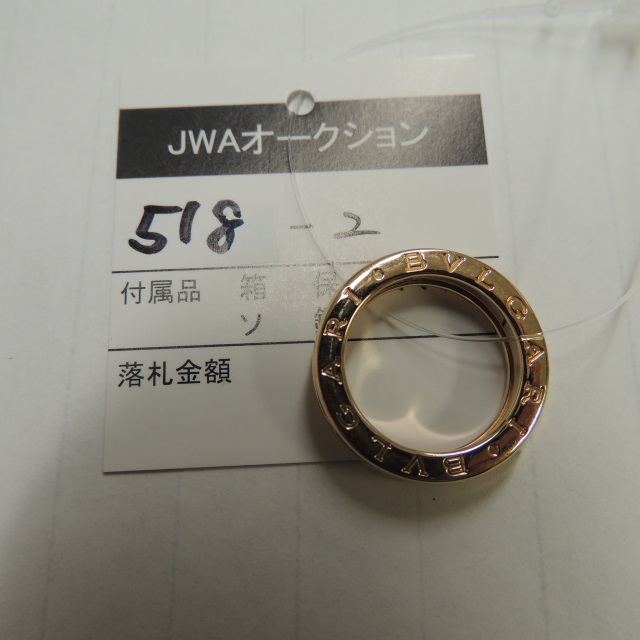 JWAオークション
518 - 2
付属品 箱
ソ
落札金額
BVLGARI BVLGARI